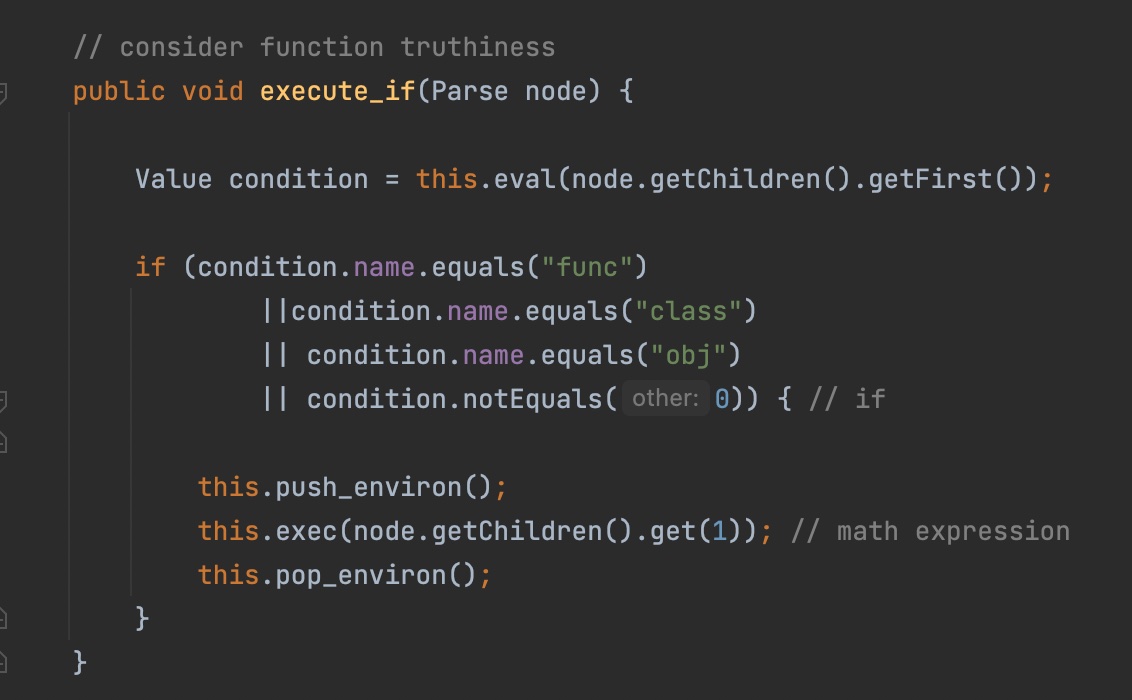 // consider function truthiness
public void execute_if(Parse node) {
Value condition = this.eval(node.getChildren().getFirst());
if (condition.name.equals("func")
||condition.name.equals("class")
|| condition.name.equals("obj")
|| condition.notEquals( other: 0)) { // if
this.push_environ();
this.exec(node.getChildren().get(1)); // math expression
this.pop_environ();
}
}